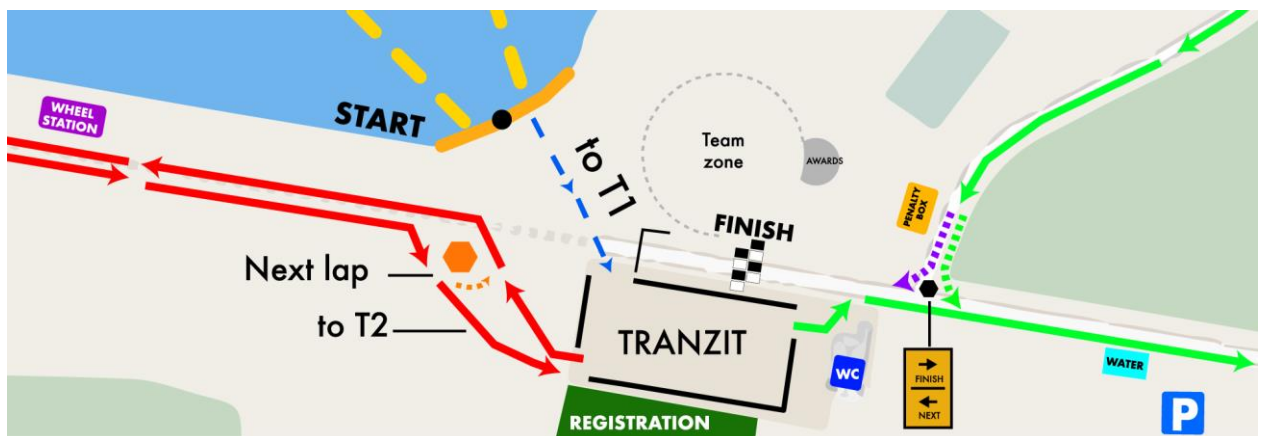 WHEEL
STATION
START
to T1
Team
zone
AWARDS
PENALTY
BOX
FINISH
Next lap
to T2
TRANZIT
WC
WATER
FINISH
NEXT
REGISTRATION
P